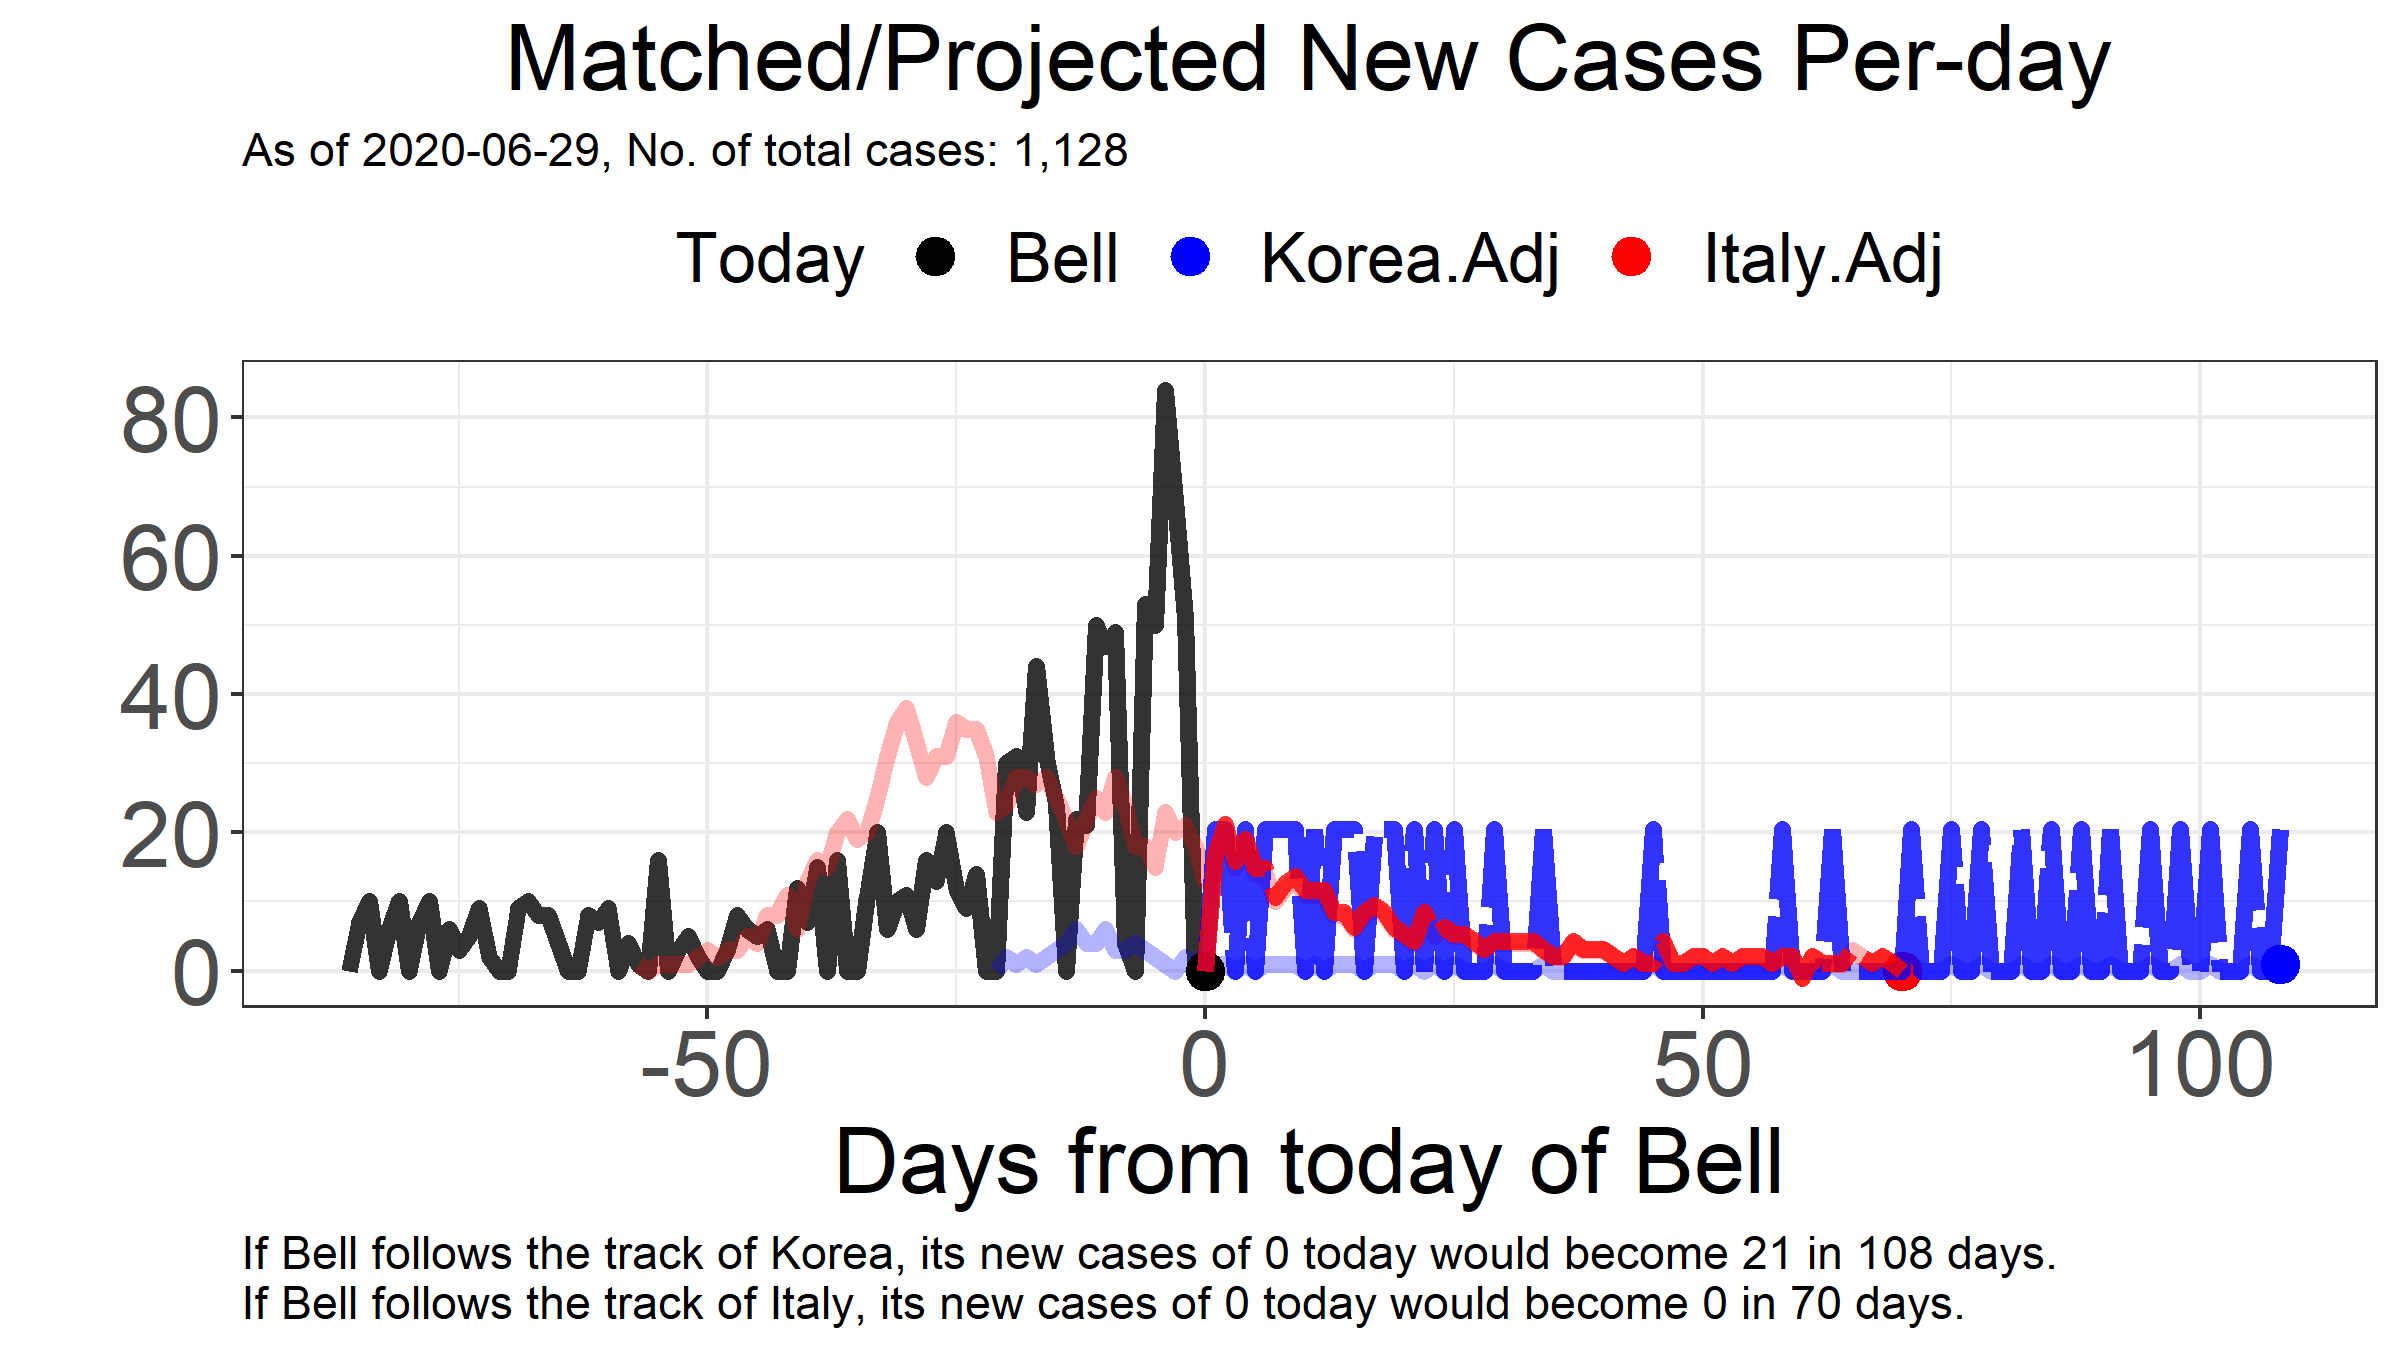 Matched/Projected New Cases Per-day
As of 2020-06-29, No. of total cases: 1,128
Today Bell Korea.Adj Italy.Adj
80
60
40
20
0
-50 0 50 100
Days from today of Bell
If Bell follows the track of Korea, its new cases of 0 today would become 21 in 108 days.
If Bell follows the track of Italy, its new cases of 0 today would become 0 in 70 days.